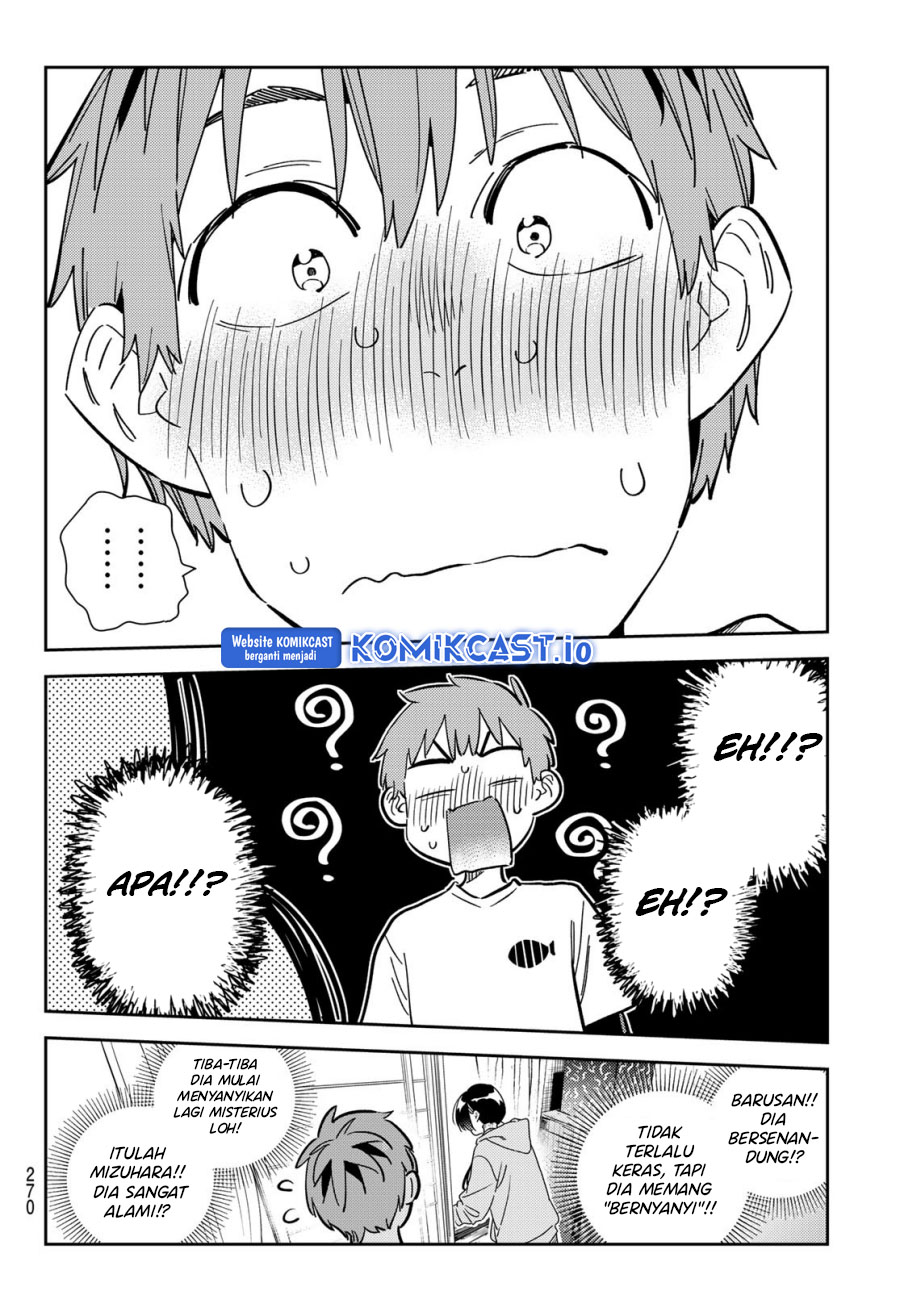 Website KOMIKCAST
berganti menjadi
KOMIKCAST.io
EH!!?
EH!?
APA!!?
BARUSAN!!
DIA
BERSENAN-
DUNG!?
TIDAK
TERLALU
KERAS, TAPI
DIA MEMANG
"BERNYANYI"!!
TIBA-TIBA
DIA MULAI
MENYANYIKAN
LAGI MISTERIUS
LOH!
ITULAH
MIZUHARA!!
DIA SANGAT
ALAMI!?
270